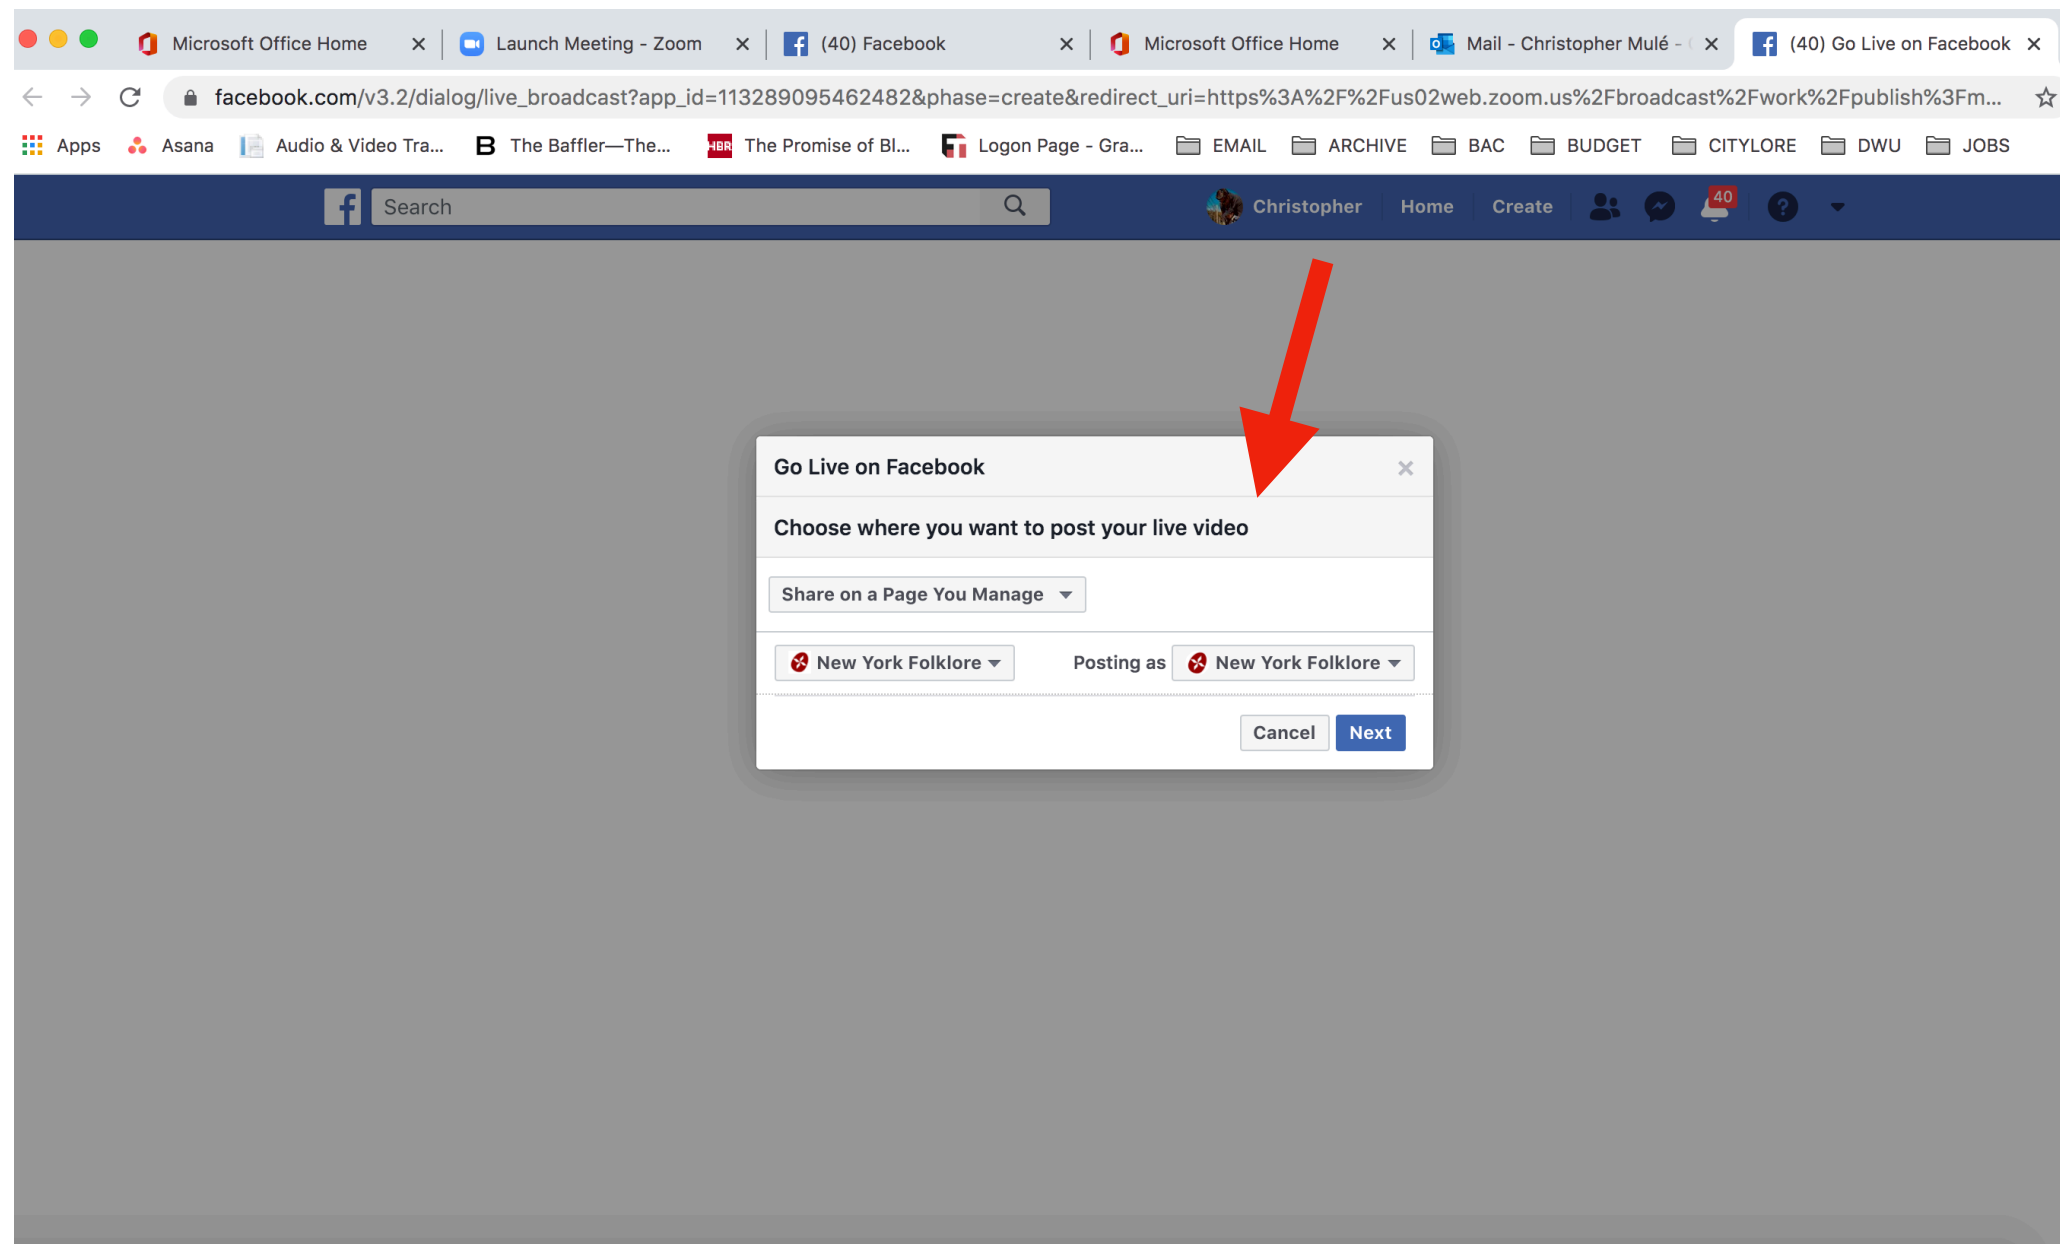 Microsoft Office Home
Launch Meeting - Zoom
(40) Facebook
Microsoft Office Home
Mail - Christopher Mulé -
(40) Go Live on Facebook
facebook.com/v3.2/dialog/live_broadcast?app_id=113289095462482&phase=create&redirect_uri=https%3A%2F%2Fus02web.zoom.us%2Fbroadcast%2Fwork%2Fpublish%3Fm...
Apps
Asana
Audio & Video Tra...
B The Baffler—The...
HBR The Promise of Bl...
Logon Page - Gra...
EMAIL
ARCHIVE
BAC
BUDGET
CITYLORE
DWU
JOBS
Search
Christopher
Home
Create
40
Go Live on Facebook
Choose where you want to post your live video
Share on a Page You Manage
New York Folklore
Posting as New York Folklore
Cancel
Next